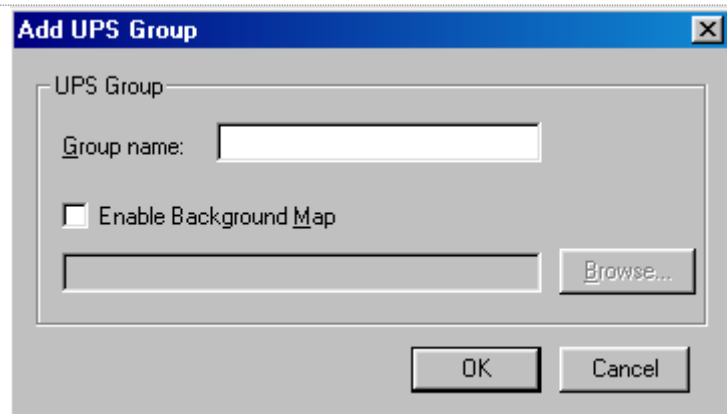 Add UPS Group
UPS Group
Group name:
Enable Background Map
Browse...
OK Cancel